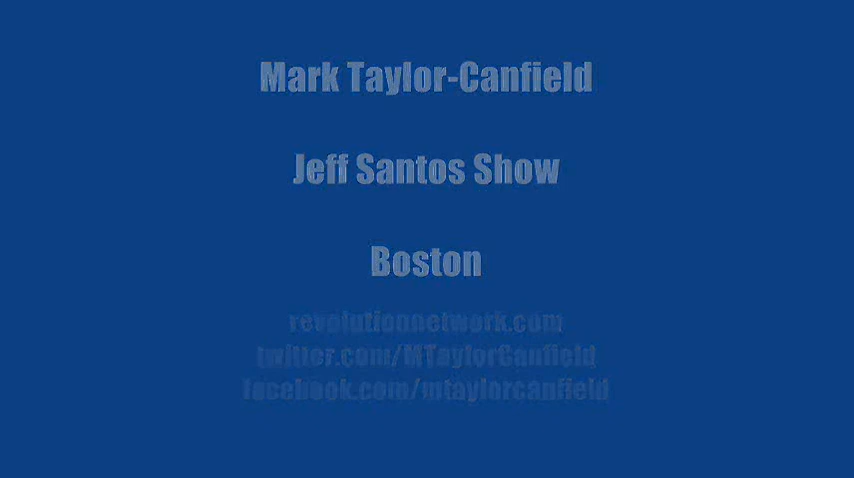 Mark Taylor-Canfield
Jeff Santos Show
Boston
revolutionnetwork.com
twitter.com/MTaylorCanfield
facebook.com/mtaylorcanfield